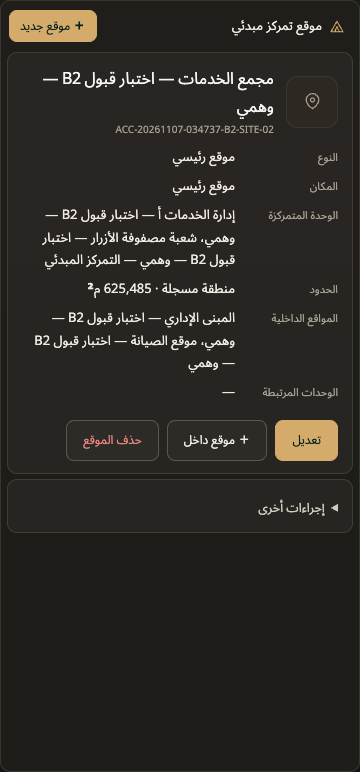 موقع تمركز مبدئي
+ موقع جديد
مجمع الخدمات — اختبار قبول B2 —
وهمي
ACC-20261107-034737-B2-SITE-02
النوع
موقع رئيسي
المكان
موقع رئيسي
الوحدة المتمركزة
إدارة الخدمات أ — اختبار قبول B2 —
وهمي، شعبة مصفوفة الأزرار — اختبار
قبول B2 — وهمي — التمركز المبدئي
الحدود
منطقة مسجلة · 625,485 م²
المواقع الداخلية
المبنى الإداري — اختبار قبول B2 —
وهمي، موقع الصيانة — اختبار قبول B2
— وهمي
الوحدات المرتبطة
—
تعديل
+ موقع داخل
حذف الموقع
◀ إجراءات أخرى